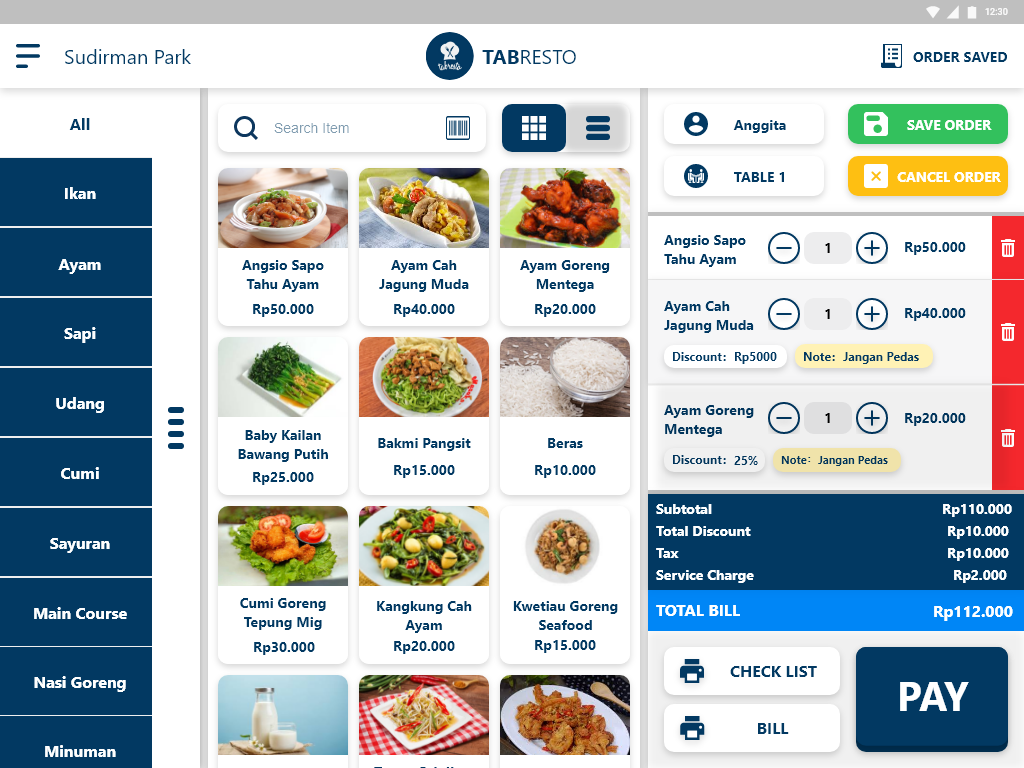 12:30
Sudirman Park
tabresto
TABRESTO
ORDER SAVED
All
Ikan
Ayam
Sapi
Udang
Cumi
Sayuran
Main Course
Nasi Goreng
Minuman
Search Item
Angsio Sapo
Tahu Ayam
Rp50.000
Ayam Cah
Jagung Muda
Rp40.000
Ayam Goreng
Mentega
Rp20.000
Baby Kailan
Bawang Putih
Rp25.000
Bakmi Pangsit
Rp15.000
Beras
Rp10.000
Cumi Goreng
Tepung Mig
Rp30.000
Kangkung Cah
Ayam
Rp20.000
Kwetiau Goreng
Seafood
Rp15.000
Anggita
SAVE ORDER
TABLE 1
CANCEL ORDER
Angsio Sapo
Tahu Ayam
1
Rp50.000
Ayam Cah
Jagung Muda
1
Rp40.000
Discount: Rp5000
Note: Jangan Pedas
Ayam Goreng
Mentega
1
Rp20.000
Discount: 25%
Note: Jangan Pedas
Subtotal Rp110.000
Total Discount Rp10.000
Tax Rp10.000
Service Charge Rp2.000
TOTAL BILL Rp112.000
CHECK LIST
BILL
PAY